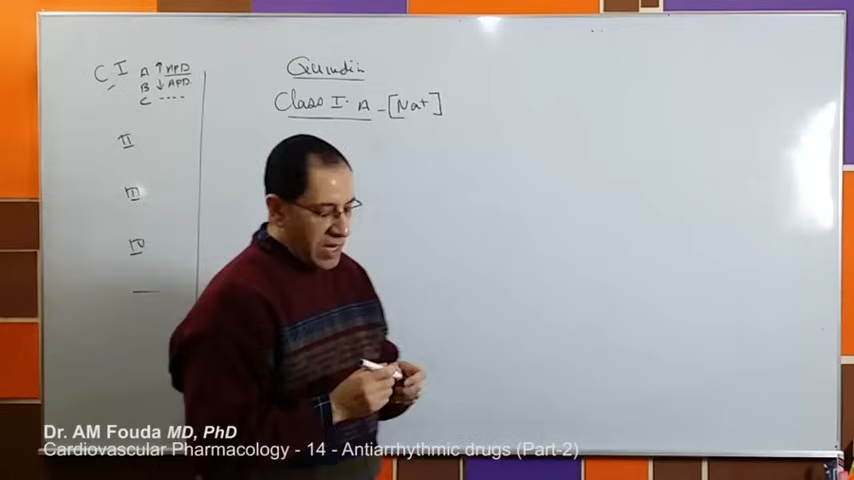 C I A ↑ APD
B ↓ APD
C ----
II
III
IV
Quinidin
Class I. A - [Na+]
Dr. AM Fouda MD, PhD
Cardiovascular Pharmacology - 14 - Antiarrhythmic drugs (Part-2)